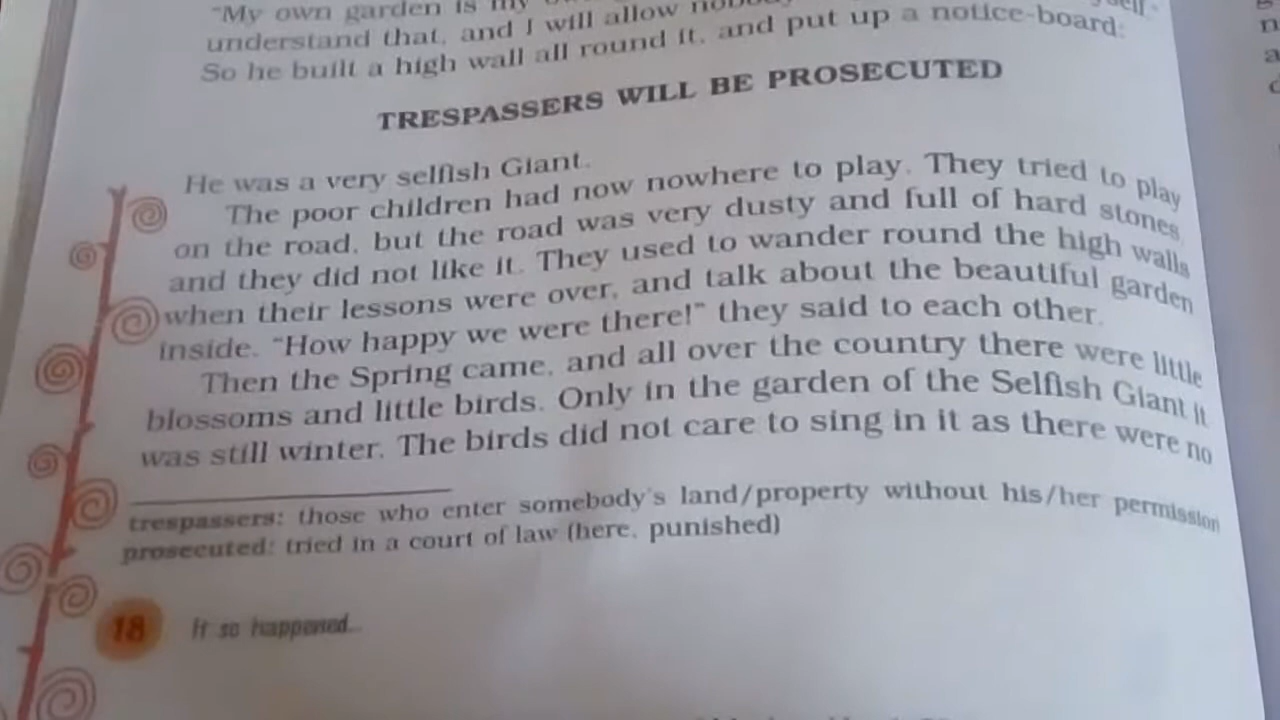 "My own garden is my
understand that, and I will allow
So he built a high wall all round it, and put up a notice-board:
TRESPASSERS WILL BE PROSECUTED
He was a very selfish Giant.
The poor children had now nowhere to play. They tried to play
on the road, but the road was very dusty and full of hard stones,
and they did not like it. They used to wander round the high walls
when their lessons were over, and talk about the beautiful garden
inside. "How happy we were there!" they said to each other.
Then the Spring came, and all over the country there were little
blossoms and little birds. Only in the garden of the Selfish Giant it
was still winter. The birds did not care to sing in it as there were no
trespassers: those who enter somebody's land/property without his/her permission
prosecuted: tried in a court of law (here, punished)
18 It so happened...